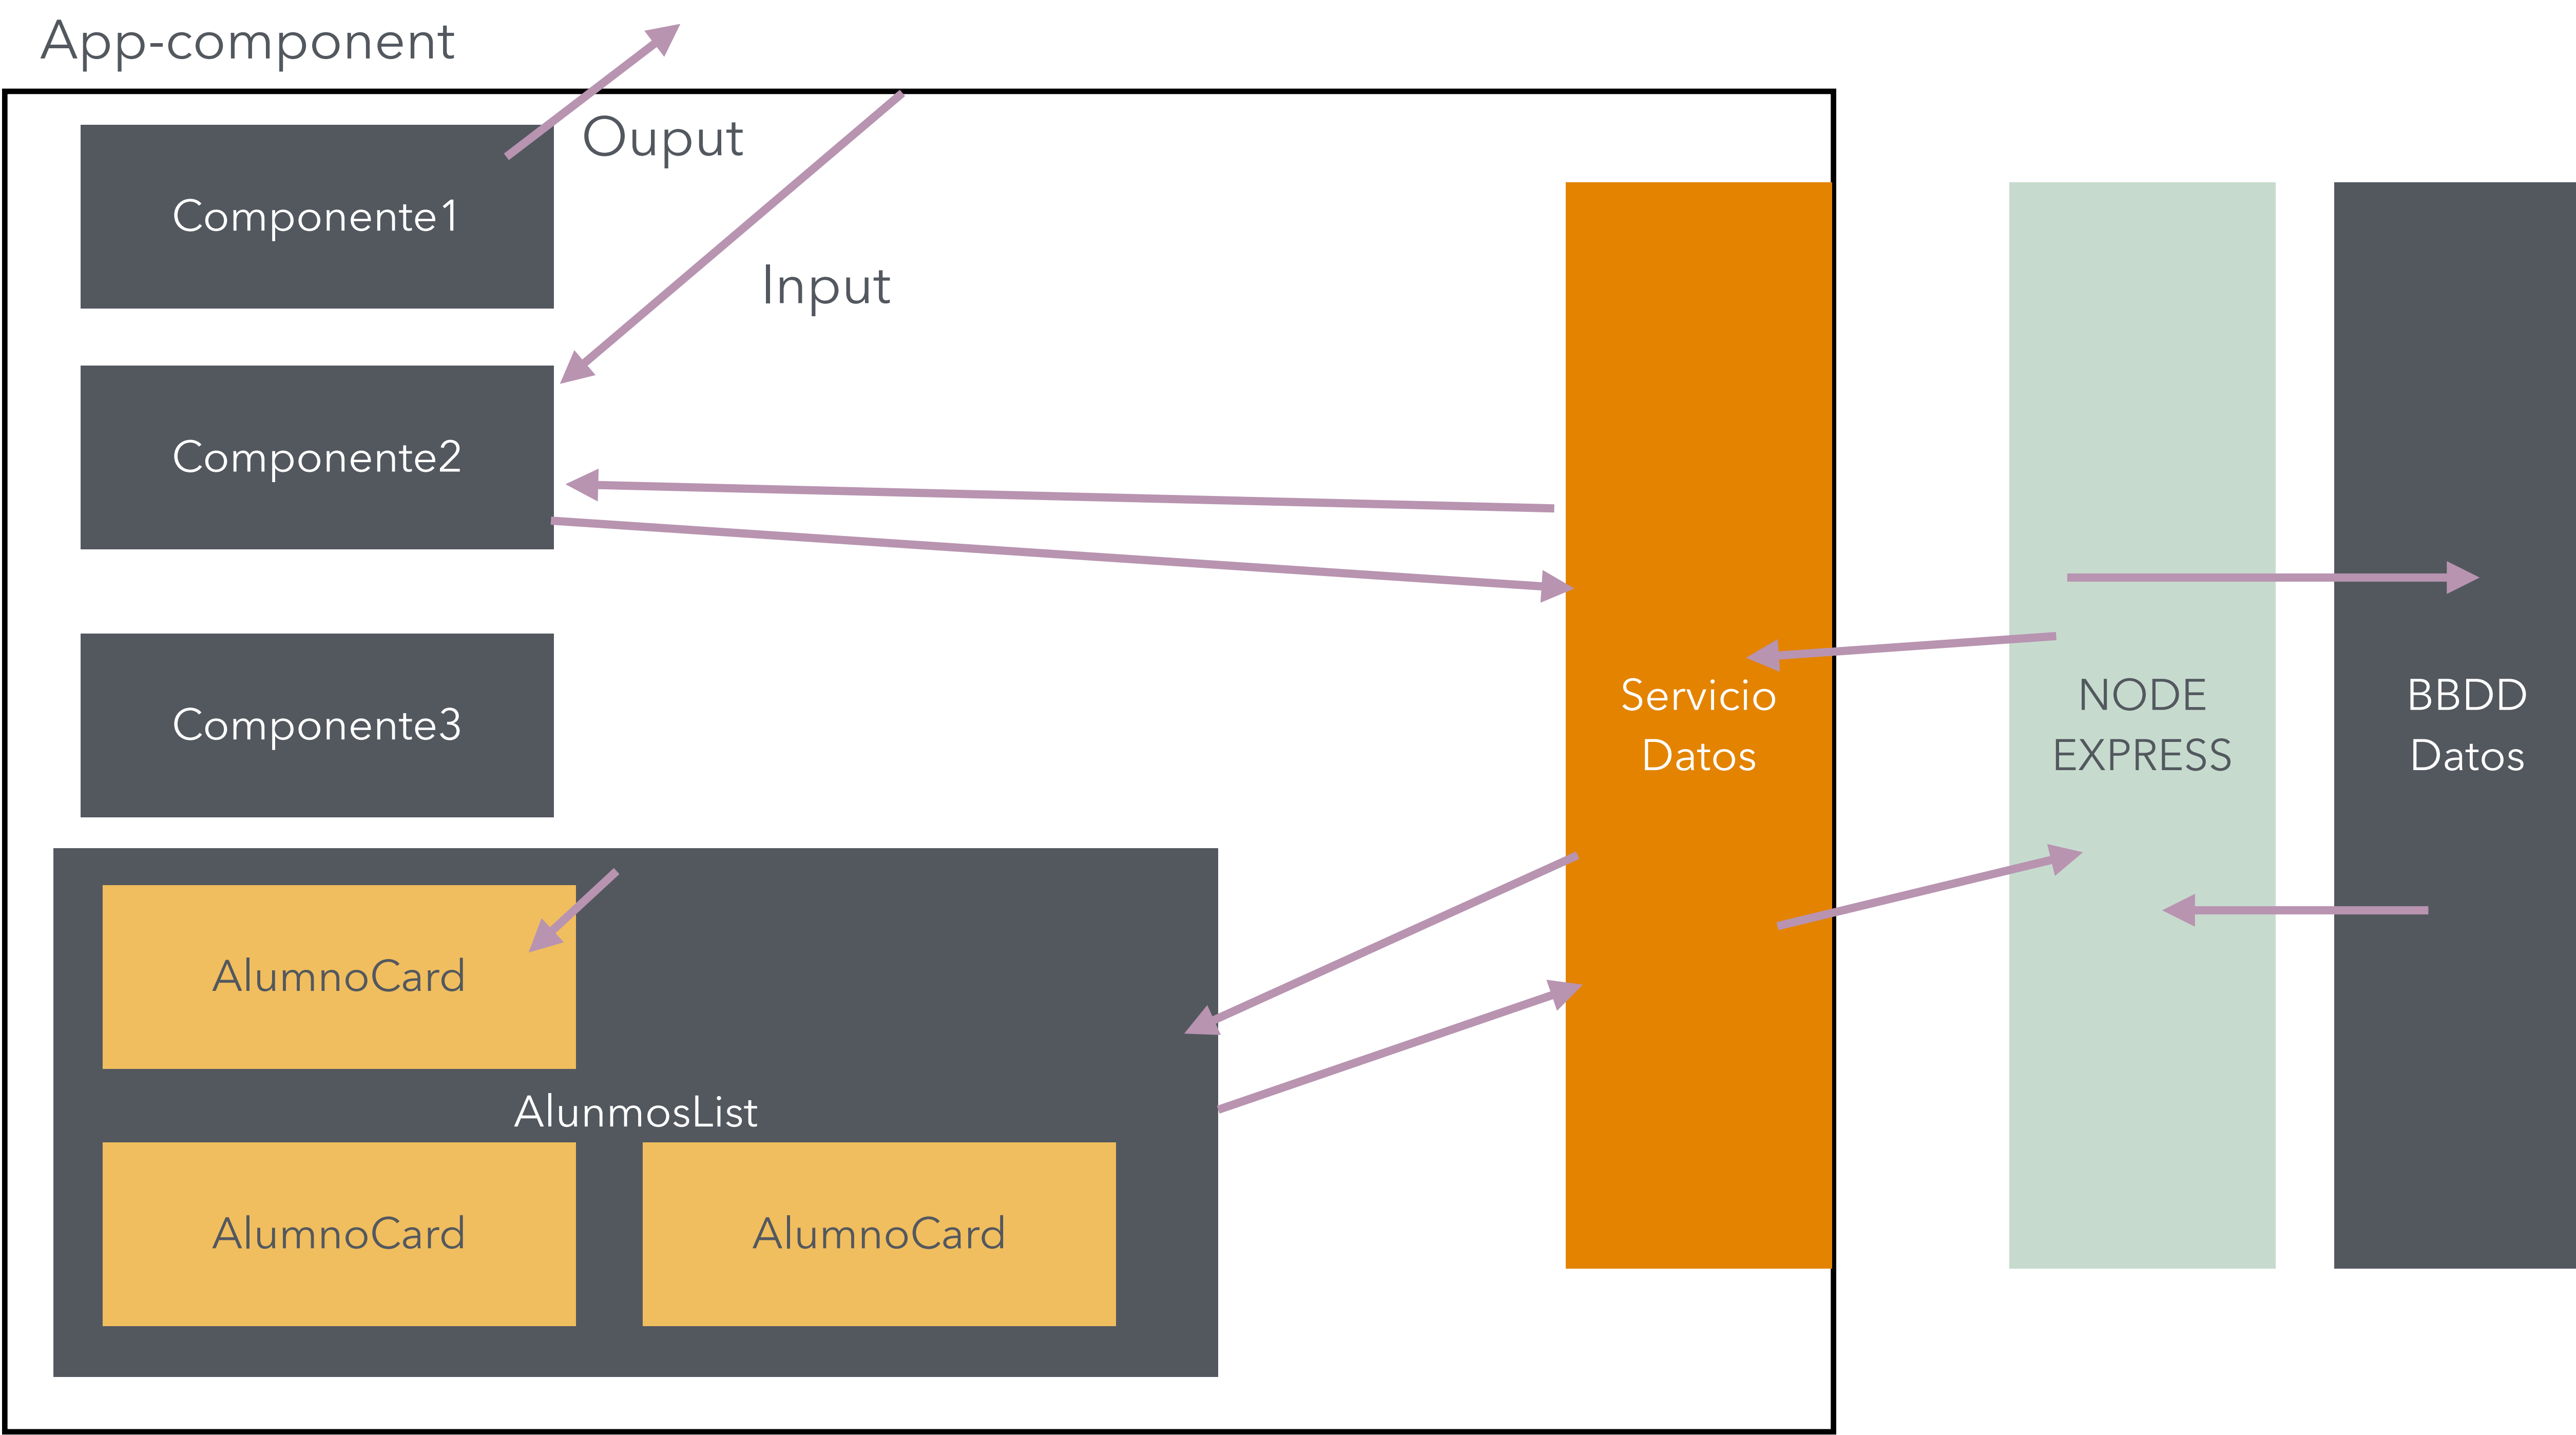 App-component
Ouput
Componente1
Input
Componente2
Componente3
Servicio
Datos
NODE
EXPRESS
BBDD
Datos
AlumnoCard
AlunmosList
AlumnoCard
AlumnoCard